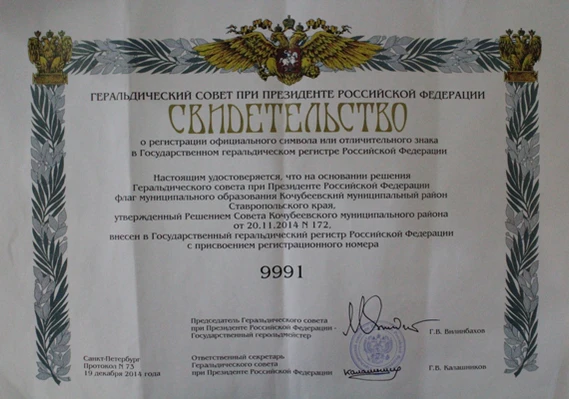 ГЕРАЛЬДИЧЕСКИЙ СОВЕТ ПРИ ПРЕЗИДЕНТЕ РОССИЙСКОЙ ФЕДЕРАЦИИ
СВИДЕТЕЛЬСТВО
о регистрации официального символа или отличительного знака
в Государственном геральдическом регистре Российской Федерации
Настоящим удостоверяется, что на основании решения
Геральдического совета при Президенте Российской Федерации
флаг муниципального образования Кочубеевский муниципальный район
Ставропольского края,
утвержденный Решением Совета Кочубеевского муниципального района
от 20.11.2014 N 172,
внесен в Государственный геральдический регистр Российской Федерации
с присвоением регистрационного номера
9991
Председатель Геральдического совета
при Президенте Российской Федерации -
Государственный герольдмейстер
Г.В. Вилинбахов
Санкт-Петербург
Протокол N 73
19 декабря 2014 года
Ответственный секретарь
Геральдического совета
при Президенте Российской Федерации
Г.В. Калашников